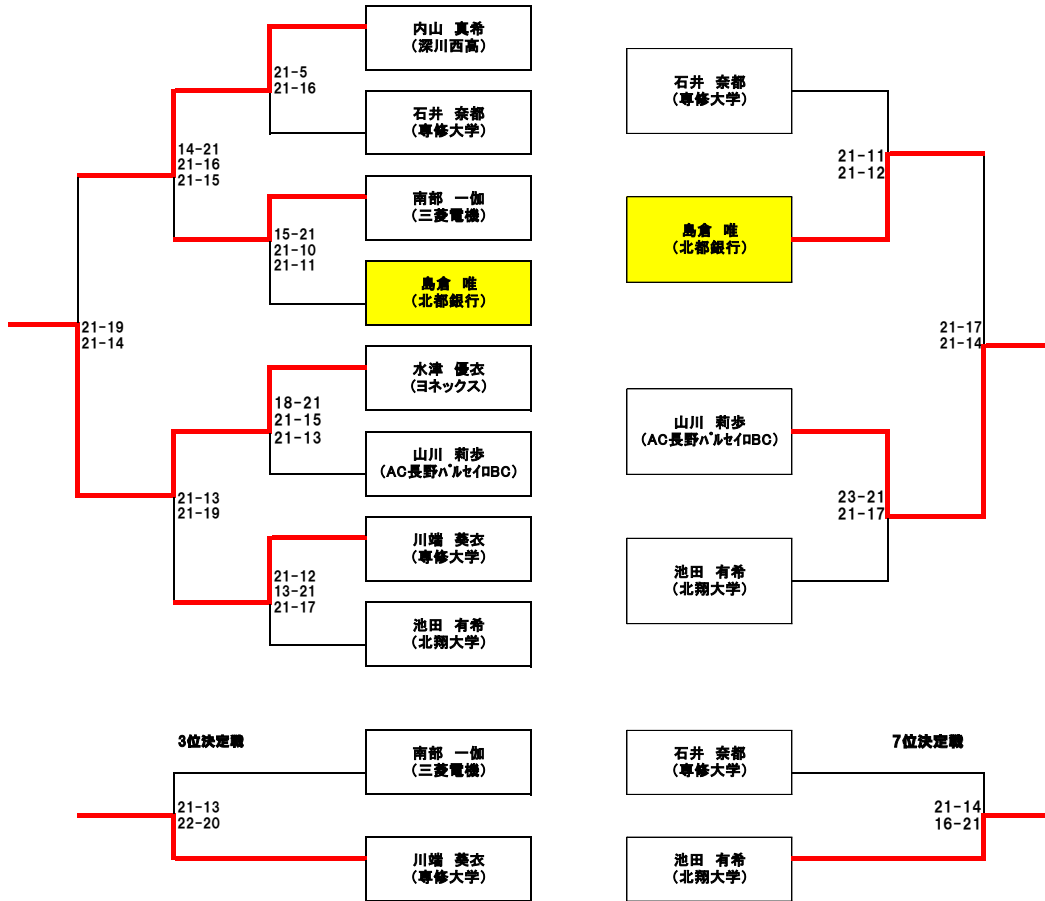 内山 真希
(深川西高)
21-5
21-16
石井 奈都
(専修大学)
14-21
21-16
21-15
南部 一伽
(三菱電機)
15-21
21-10
21-11
島倉 唯
(北都銀行)
21-19
21-14
水津 優衣
(ヨネックス)
18-21
21-15
21-13
山川 莉歩
(AC長野パルセイロBC)
21-13
21-19
川端 葵衣
(専修大学)
21-12
13-21
21-17
池田 有希
(北翔大学)
石井 奈都
(専修大学)
21-11
21-12
島倉 唯
(北都銀行)
21-17
21-14
山川 莉歩
(AC長野パルセイロBC)
23-21
21-17
池田 有希
(北翔大学)
3位決定戦
南部 一伽
(三菱電機)
21-13
22-20
川端 葵衣
(専修大学)
7位決定戦
石井 奈都
(専修大学)
21-14
16-21
池田 有希
(北翔大学)